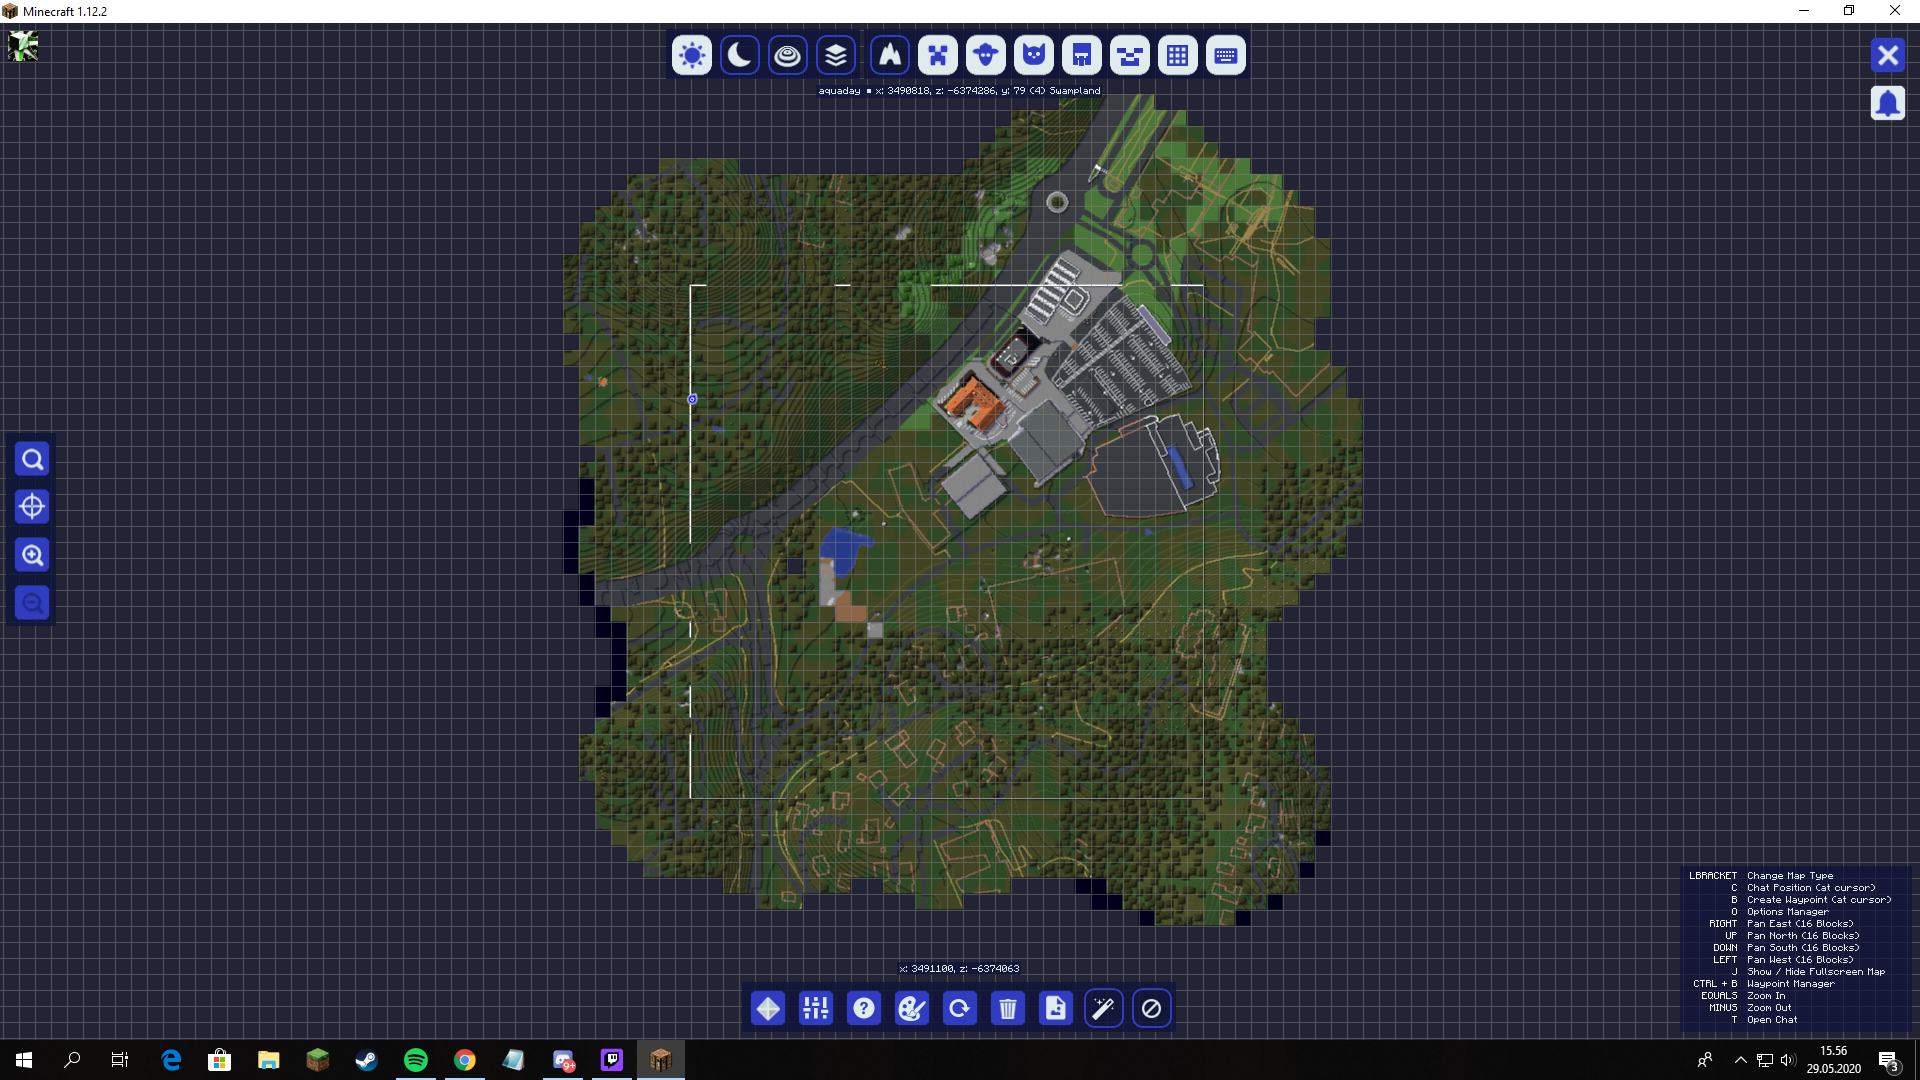 Minecraft 1.12.2
aquaday ■ x: 3490818, z: -6374286, y: 79 (4) Swampland
LBRACKET Change Map Type
C Chat Position (at cursor)
B Create Waypoint (at cursor)
O Options Manager
RIGHT Pan East (16 Blocks)
UP Pan North (16 Blocks)
DOWN Pan South (16 Blocks)
LEFT Pan West (16 Blocks)
J Show / Hide Fullscreen Map
CTRL + B Waypoint Manager
EQUALS Zoom In
MINUS Zoom Out
T Open Chat
x: 3491100, z: -6374063
9+
15.56
29.05.2020
3